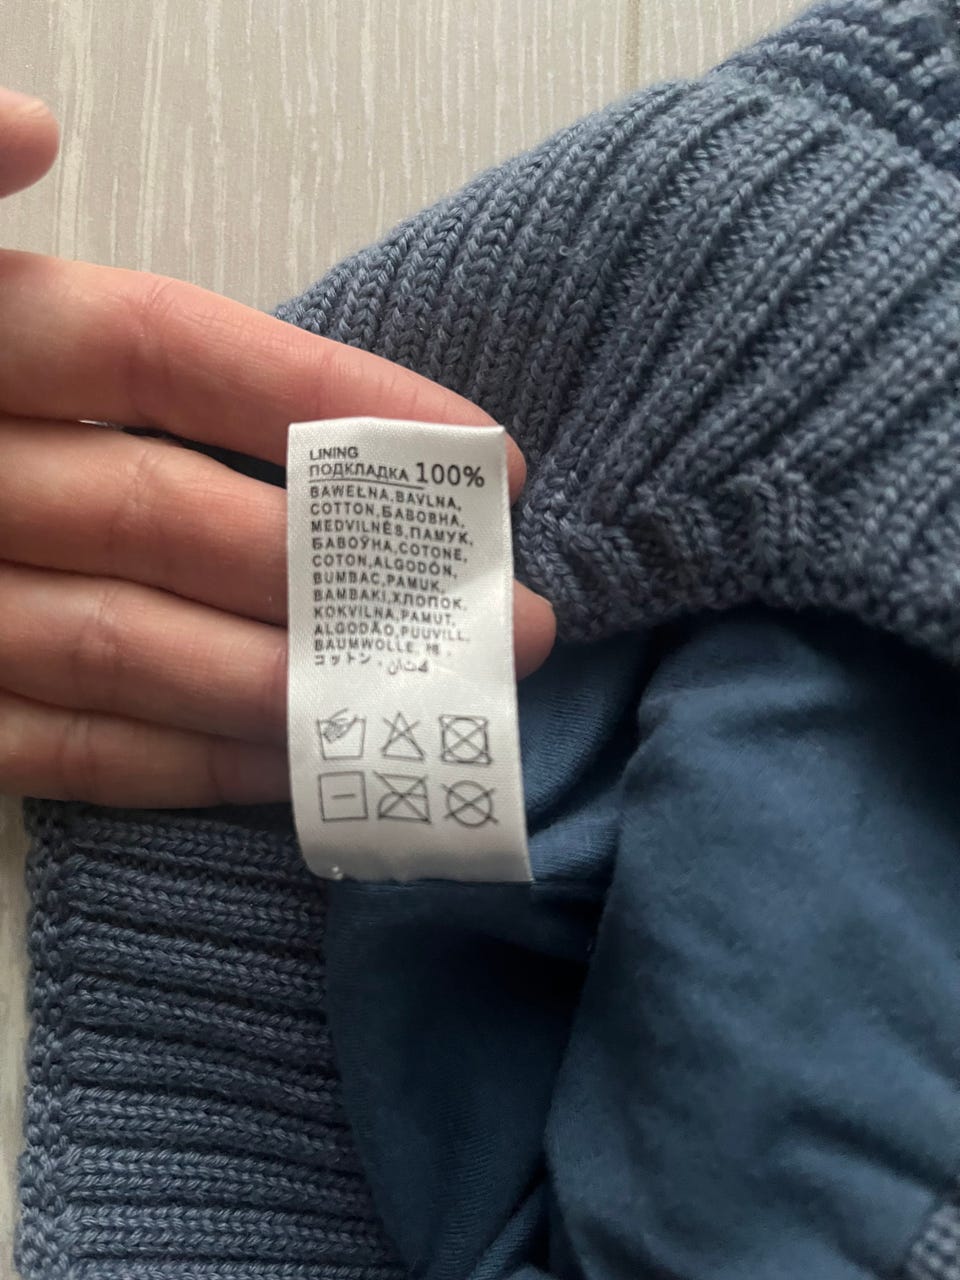 LINING
ПОДКЛАДКА 100%
BAWEŁNA,BAVLNA,
COTTON,БАВОВНА,
MEDVILNĖS,ПАМУК,
БАВОЎНА,COTONE,
COTON,ALGODÓN,
BUMBAC,PAMUK,
BAMBAKI,ХЛОПОК,
KOKVILNA,PAMUT,
ALGODÃO,PUUVILL,
BAUMWOLLE, 棉 ,
コットン ,